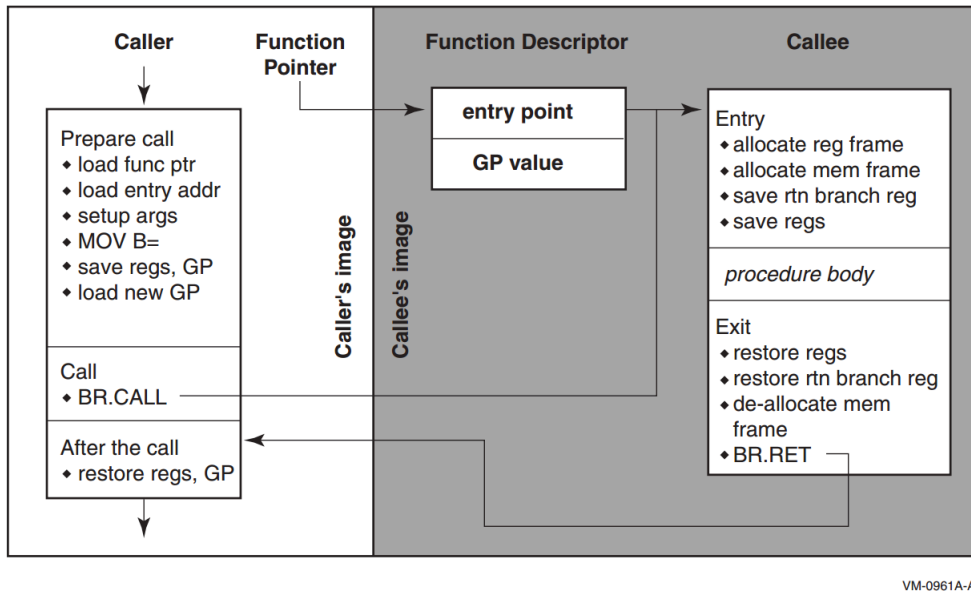 Caller
Function
Pointer
Function Descriptor
Callee
Prepare call
◆ load func ptr
◆ load entry addr
◆ setup args
◆ MOV B=
◆ save regs, GP
◆ load new GP
Call
◆ BR.CALL
After the call
◆ restore regs, GP
Caller's image
Callee's image
entry point
GP value
Entry
◆ allocate reg frame
◆ allocate mem frame
◆ save rtn branch reg
◆ save regs
procedure body
Exit
◆ restore regs
◆ restore rtn branch reg
◆ de-allocate mem
frame
◆ BR.RET